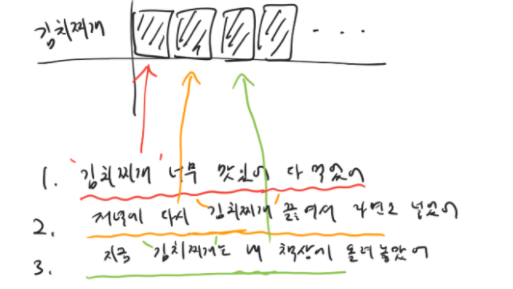 김치찌개 . . .
1. '김치찌개' 너무 맛있어 다 먹었어
2. 저녁에 다시 '김치찌개' 끓여서 라면도 넣었어
3. 지금 '김치찌개'는 내 책상에 올려놓았어